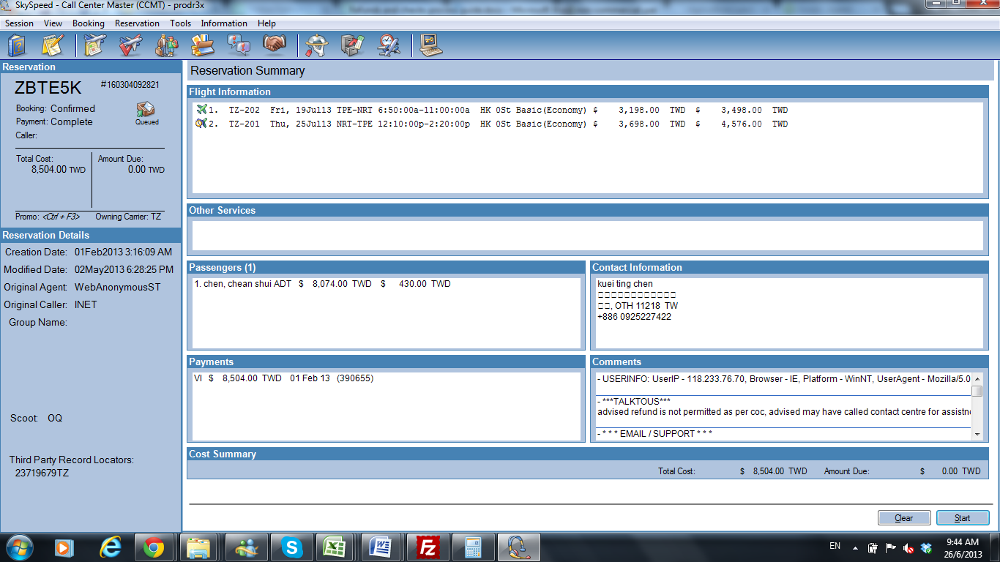 SkySpeed - Call Center Master (CCMT) - prodr3x
Session View Booking Reservation Tools Information Help
Reservation
ZBTE5K #160304092821
Booking: Confirmed
Payment: Complete
Queued
Caller:
Total Cost: Amount Due:
8,504.00 TWD 0.00 TWD
Promo: <Ctrl + F3> Owning Carrier: TZ
Reservation Details
Creation Date: 01Feb2013 3:16:09 AM
Modified Date: 02May2013 6:28:25 PM
Original Agent: WebAnonymousST
Original Caller: INET
Group Name:
Scoot: OQ
Third Party Record Locators:
23719679TZ
Reservation Summary
Flight Information
1. TZ-202 Fri, 19Jul13 TPE-NRT 6:50:00a-11:00:00a HK 0St Basic(Economy) $ 3,198.00 TWD $ 3,498.00 TWD
2. TZ-201 Thu, 25Jul13 NRT-TPE 12:10:00p-2:20:00p HK 0St Basic(Economy) $ 3,698.00 TWD $ 4,576.00 TWD
Other Services
Passengers (1)
1. chen, chean shui ADT $ 8,074.00 TWD $ 430.00 TWD
Contact Information
kuei ting chen
□□□□□□□□□□□□
□□, OTH 11218 TW
+886 0925227422
Payments
VI $ 8,504.00 TWD 01 Feb 13 (390655)
Comments
- USERINFO: UserIP - 118.233.76.70, Browser - IE, Platform - WinNT, UserAgent - Mozilla/5.0
- ***TALKTOUS***
advised refund is not permitted as per coc, advised may have called contact centre for assistnc
- * * * EMAIL / SUPPORT * * *
Cost Summary
Total Cost: $ 8,504.00 TWD Amount Due: $ 0.00 TWD
Clear Start
EN
9:44 AM
26/6/2013